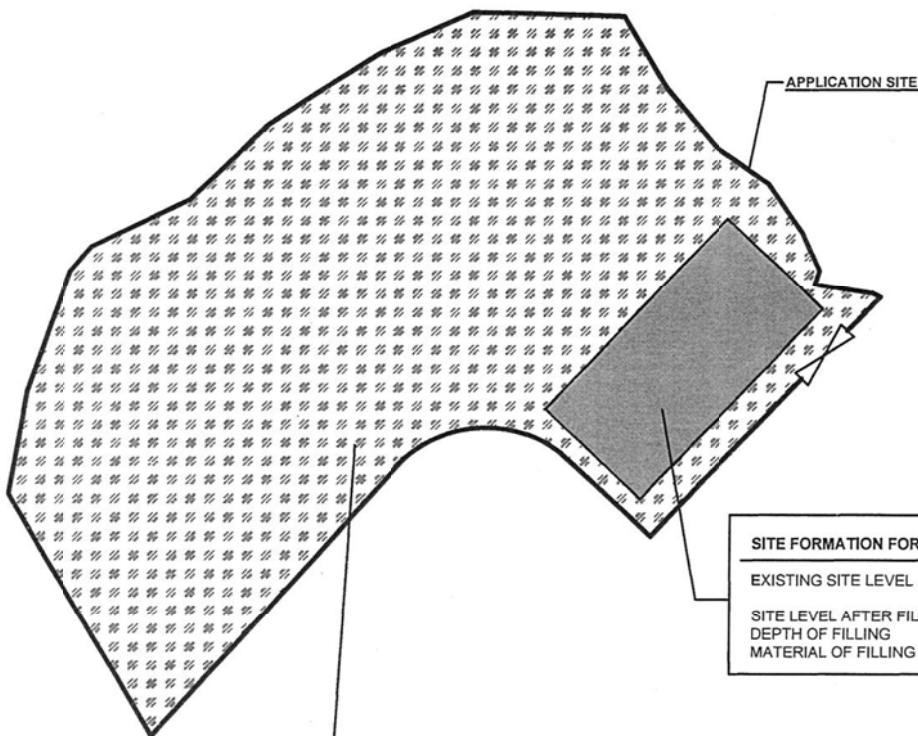 APPLICATION SITE
SITE FORMATION FOR
EXISTING SITE LEVEL
SITE LEVEL AFTER FIL
DEPTH OF FILLING
MATERIAL OF FILLING